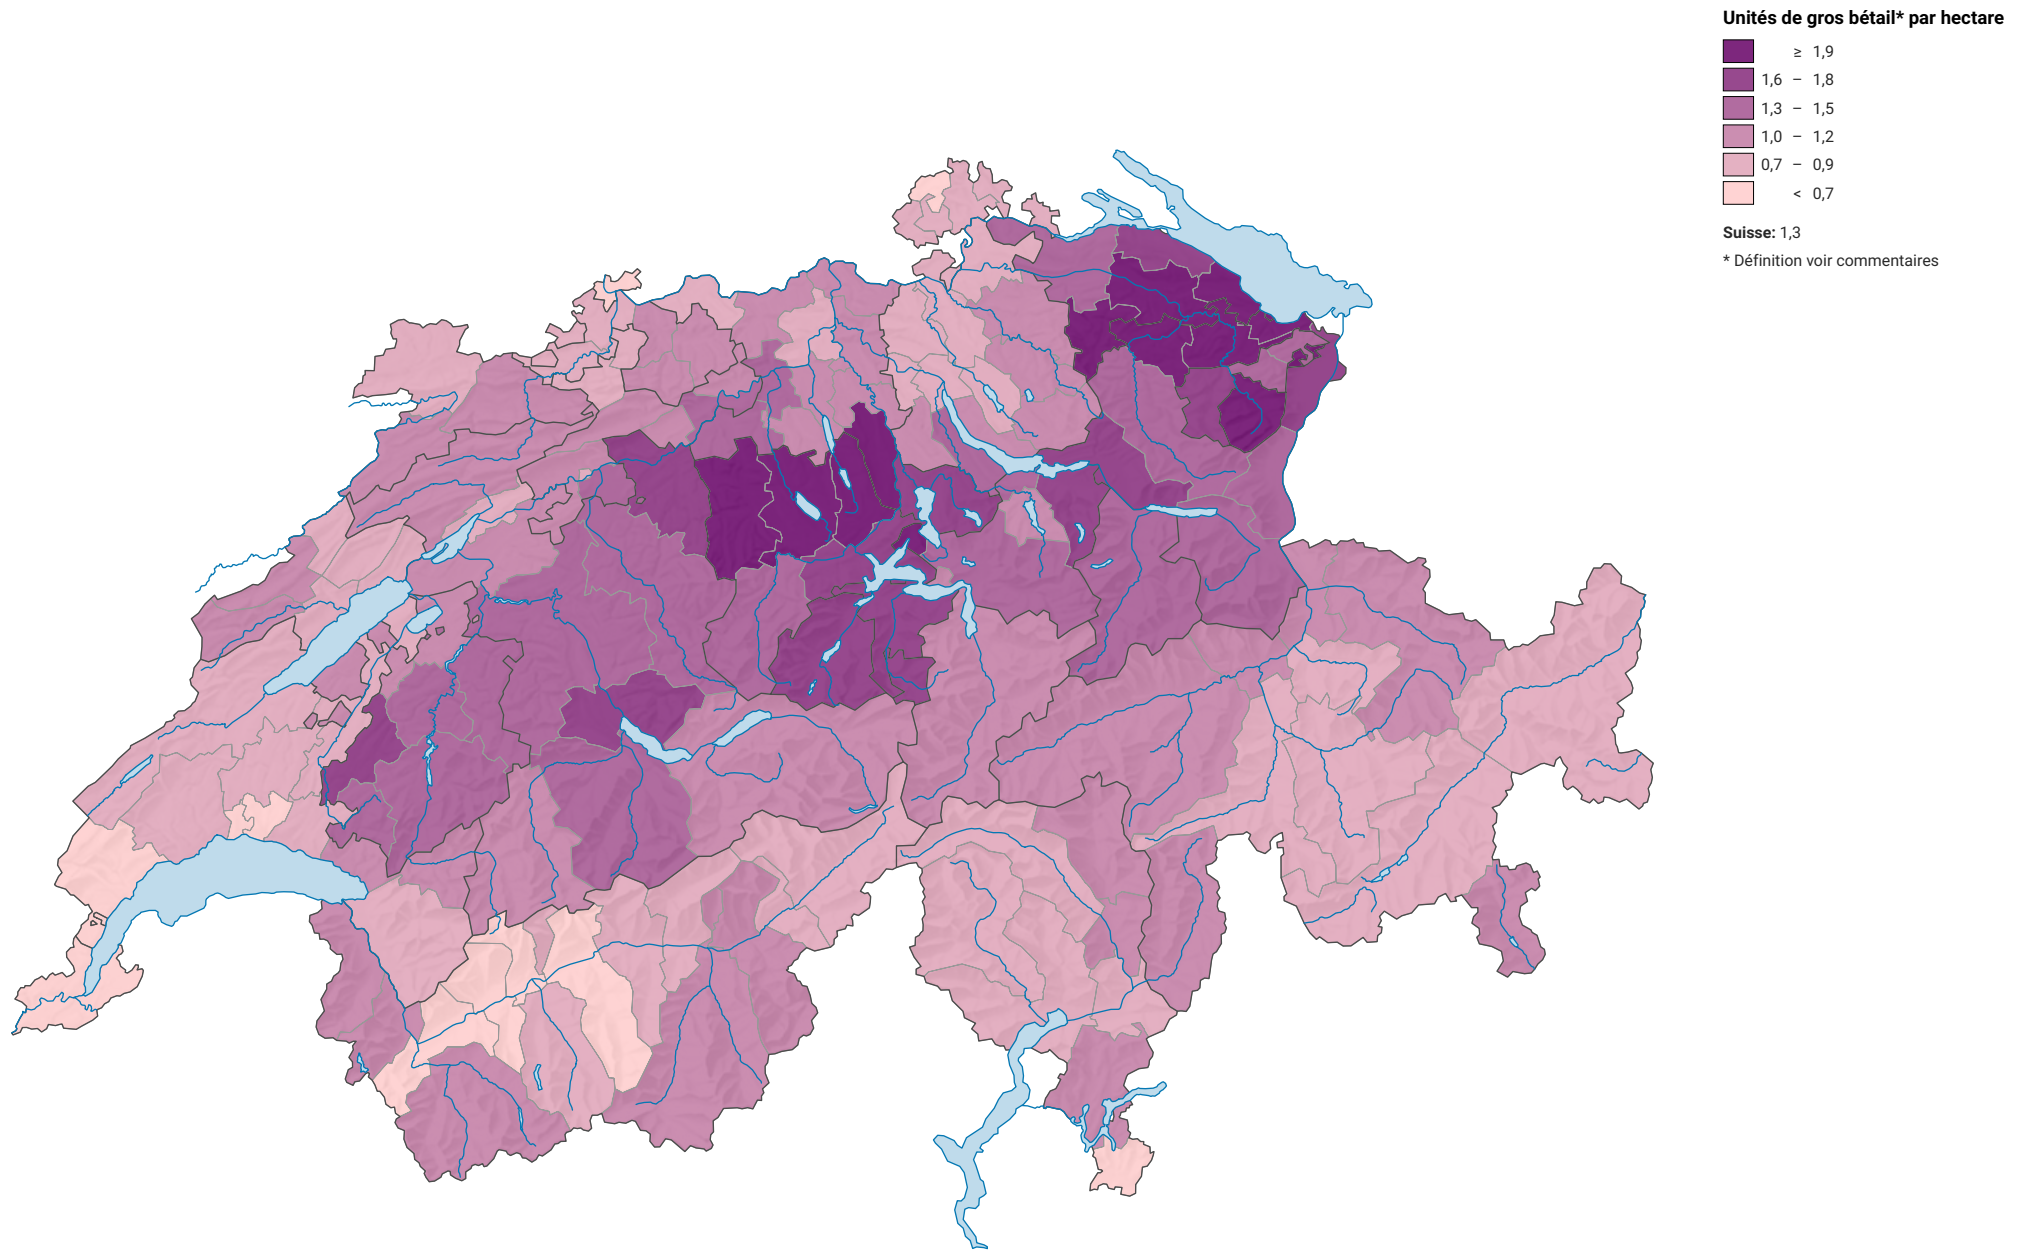 Unités de gros bétail* par hectare
≥ 1,9
1,6 – 1,8
1,3 – 1,5
1,0 – 1,2
0,7 – 0,9
< 0,7
Suisse: 1,3
* Définition voir commentaires